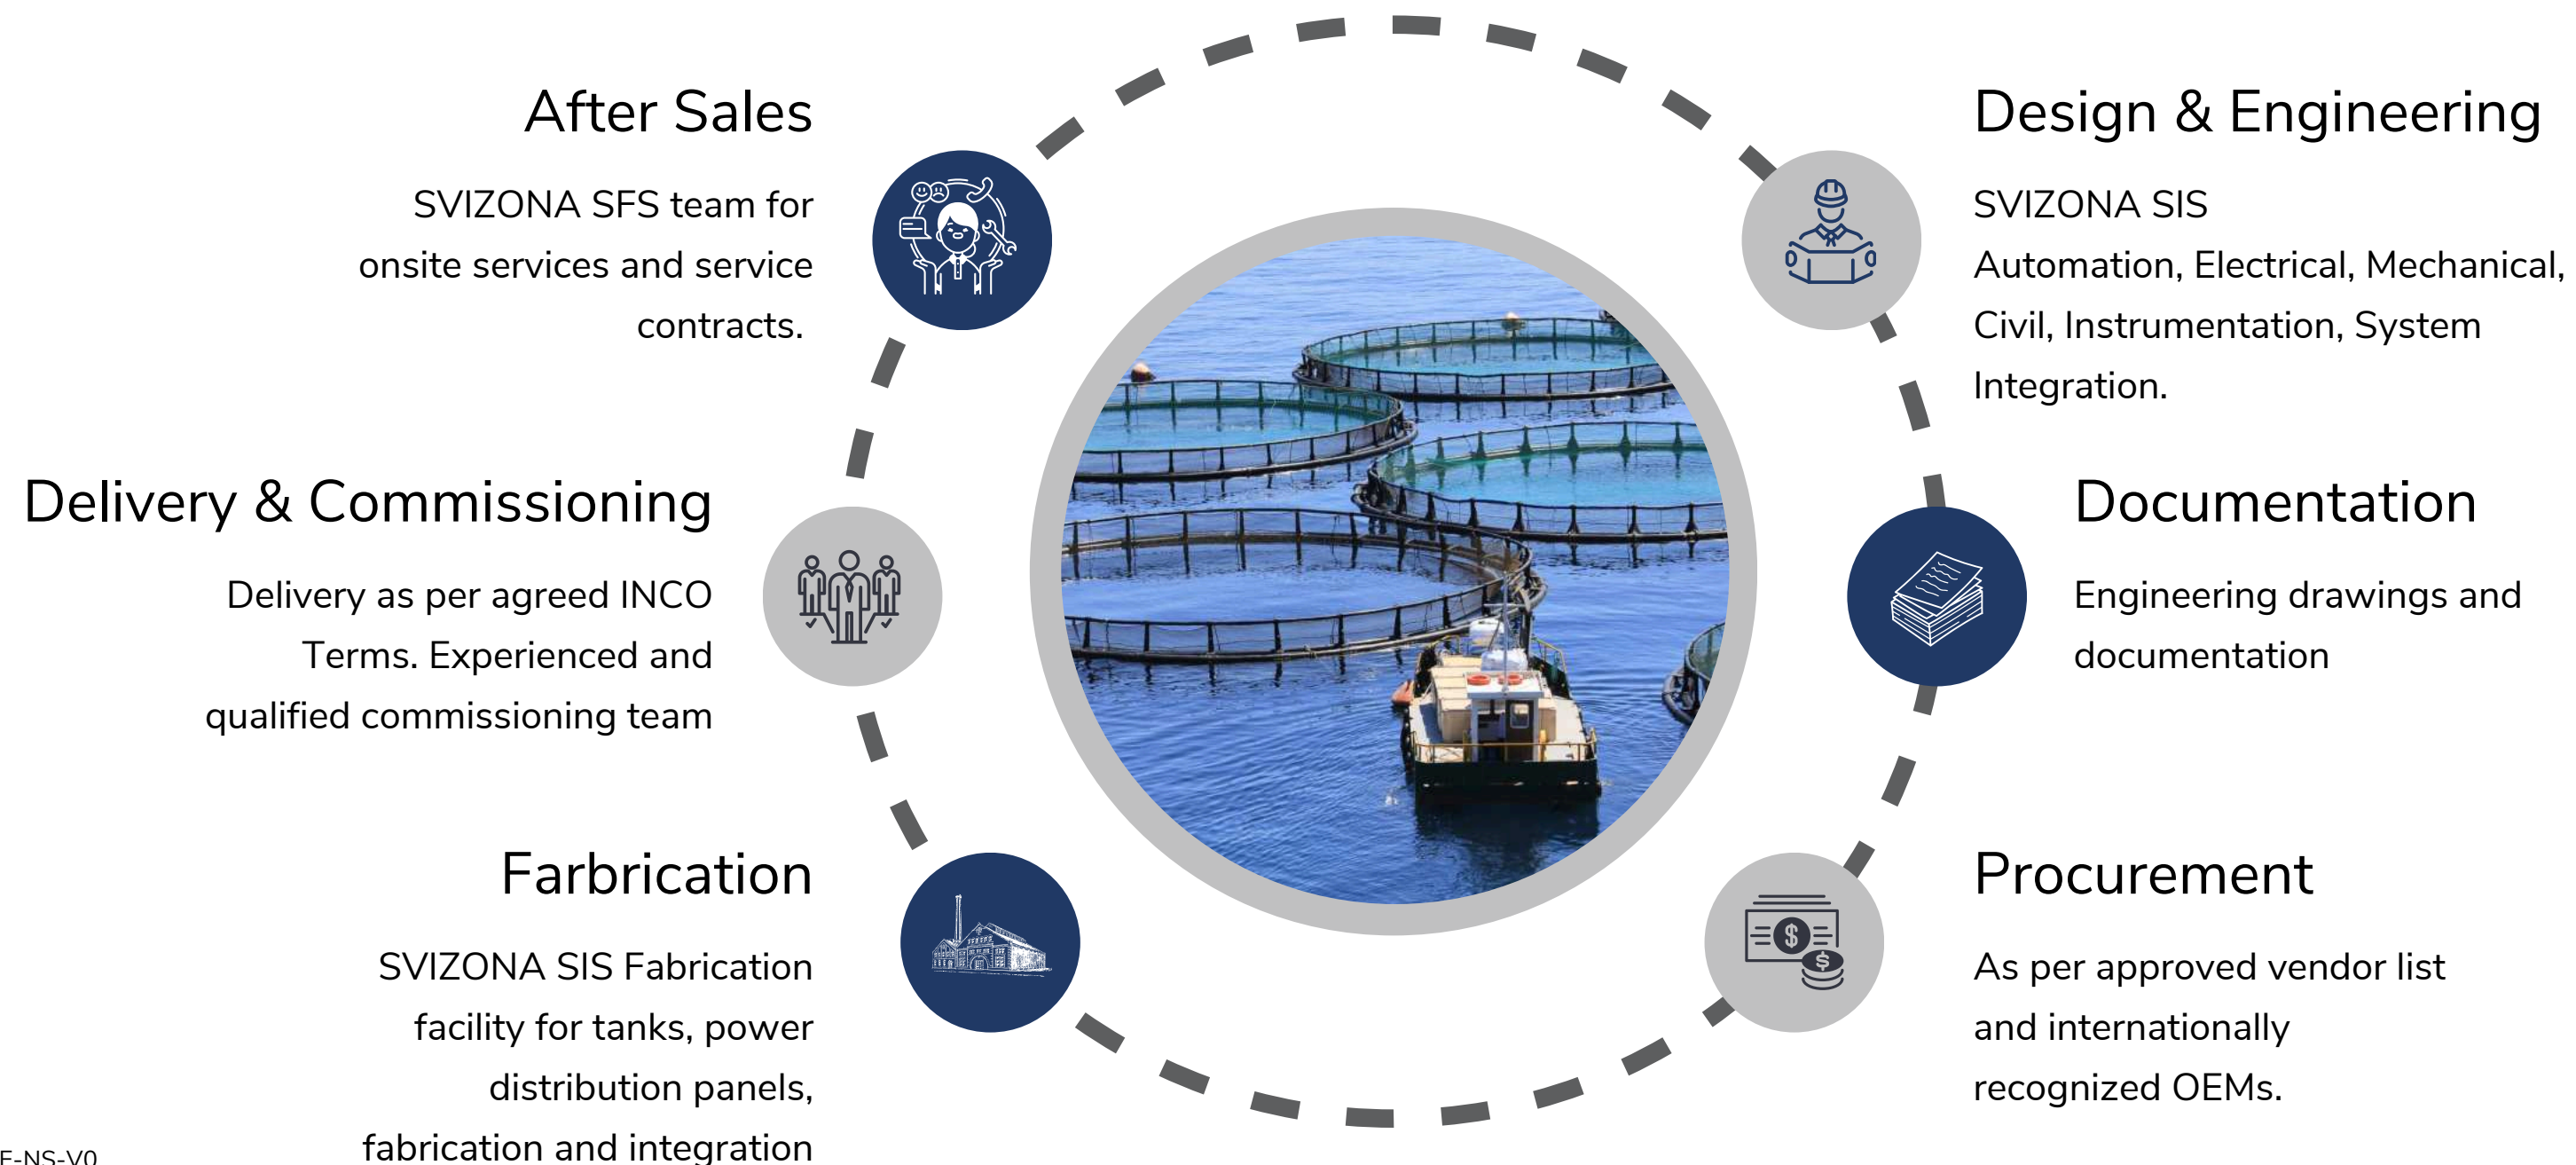 After Sales
SVIZONA SFS team for
onsite services and service
contracts.
Delivery & Commissioning
Delivery as per agreed INCO
Terms. Experienced and
qualified commissioning team
Farbrication
SVIZONA SIS Fabrication
facility for tanks, power
distribution panels,
fabrication and integration
F-NS-V0
Design & Engineering
SVIZONA SIS
Automation, Electrical, Mechanical,
Civil, Instrumentation, System
Integration.
Documentation
Engineering drawings and
documentation
Procurement
As per approved vendor list
and internationally
recognized OEMs.